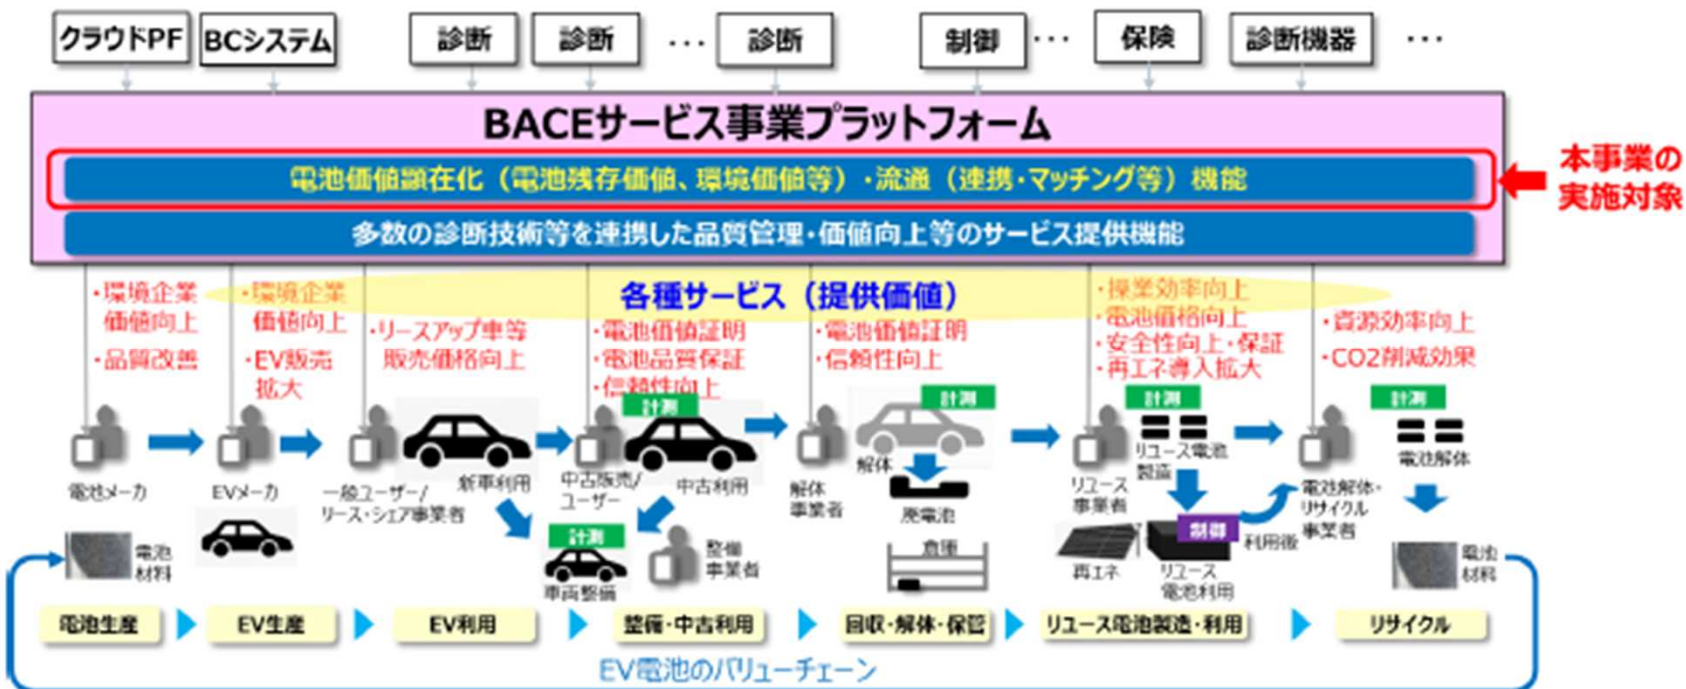 クラウドPF
BCシステム
診断
診断
･･･
診断
制御
･･･
保険
診断機器
･･･
BACEサービス事業プラットフォーム
電池価値顕在化（電池残存価値、環境価値等）・流通（連携・マッチング等）機能
多数の診断技術等を連携した品質管理・価値向上等のサービス提供機能
本事業の
実施対象
各種サービス（提供価値）
・環境企業
価値向上
・品質改善
・環境企業
価値向上
・EV販売
拡大
・リースアップ車等
販売価格向上
・電池価値証明
・電池品質保証
・信頼性向上
・電池価値証明
・信頼性向上
・操業効率向上
・電池価格向上
・安全性向上・保証
・再エネ導入拡大
・資源効率向上
・CO2削減効果
電池メーカ
EVメーカ
一般ユーザー/
リース・シェア事業者
新車利用
中古販売/
ユーザー
計測
中古利用
計測
車両整備
整備
事業者
解体
事業者
計測
解体
廃電池
倉庫
リユース
事業者
計測
リユース電池
製造
制御
再エネ
リユース
電池利用
利用後
電池解体・
リサイクル
事業者
計測
電池解体
電池
材料
電池
材料
電池生産
EV生産
EV利用
整備・中古利用
回収・解体・保管
リユース電池製造・利用
リサイクル
EV電池のバリューチェーン